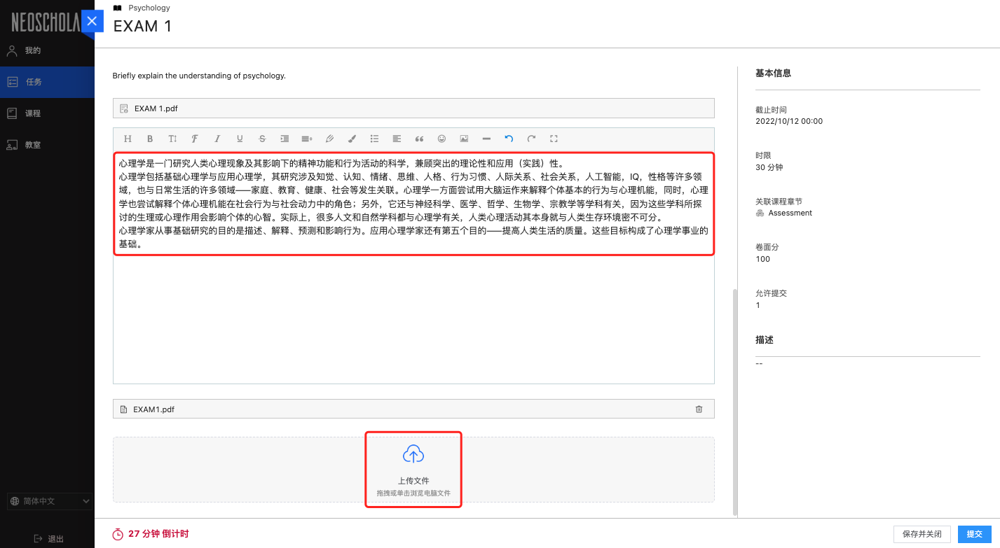 NEOSCHOLA
我的
任务
课程
教室
简体中文
退出
Psychology
EXAM 1
Briefly explain the understanding of psychology.
EXAM 1.pdf
心理学是一门研究人类心理现象及其影响下的精神功能和行为活动的科学，兼顾突出的理论性和应用（实践）性。
心理学包括基础心理学与应用心理学，其研究涉及知觉、认知、情绪、思维、人格、行为习惯、人际关系、社会关系，人工智能，IQ，性格等许多领
域，也与日常生活的许多领域——家庭、教育、健康、社会等发生关联。心理学一方面尝试用大脑运作来解释个体基本的行为与心理机能，同时，心理
学也尝试解释个体心理机能在社会行为与社会动力中的角色；另外，它还与神经科学、医学、哲学、生物学、宗教学等学科有关，因为这些学科所探
讨的生理或心理作用会影响个体的心智。实际上，很多人文和自然学科都与心理学有关，人类心理活动其本身就与人类生存环境密不可分。
心理学家从事基础研究的目的是描述、解释、预测和影响行为。应用心理学家还有第五个目的——提高人类生活的质量。这些目标构成了心理学事业的
基础。
EXAM1.pdf
上传文件
拖拽或单击浏览电脑文件
27 分钟 倒计时
保存并关闭
提交
基本信息
截止时间
2022/10/12 00:00
时限
30 分钟
关联课程章节
Assessment
卷面分
100
允许提交
1
描述
--